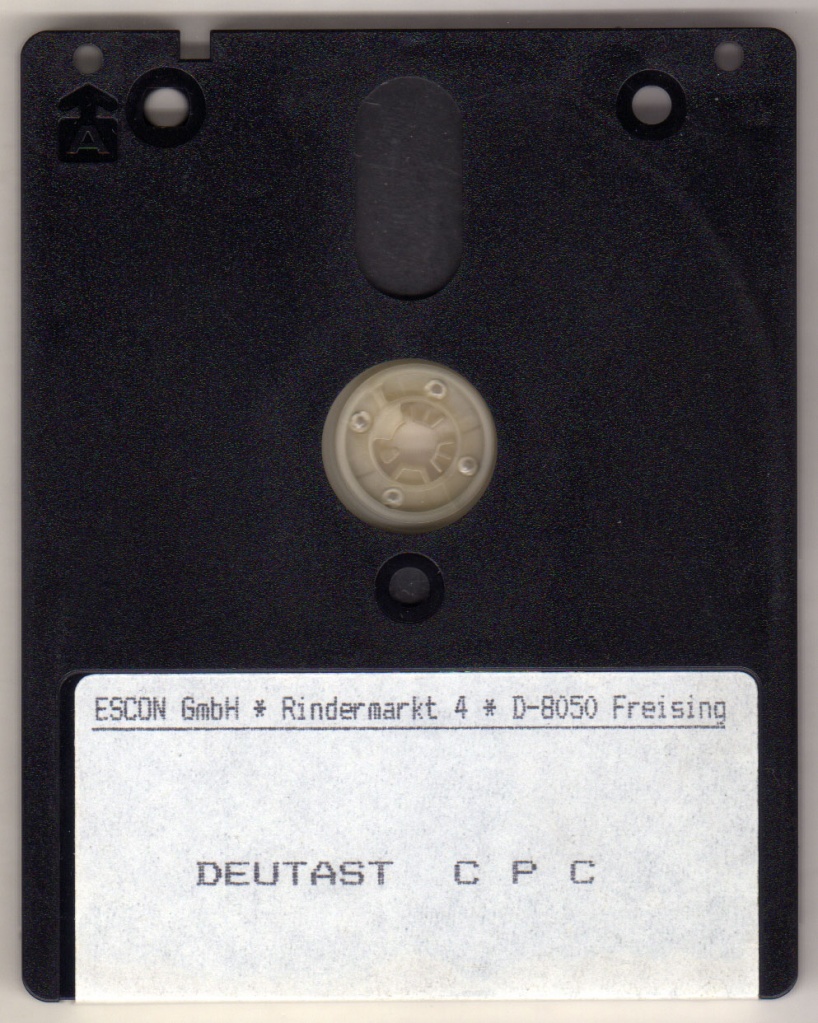 A
ESCON GmbH * Rindermarkt 4 * D-8050 Freising
DEUTAST C P C